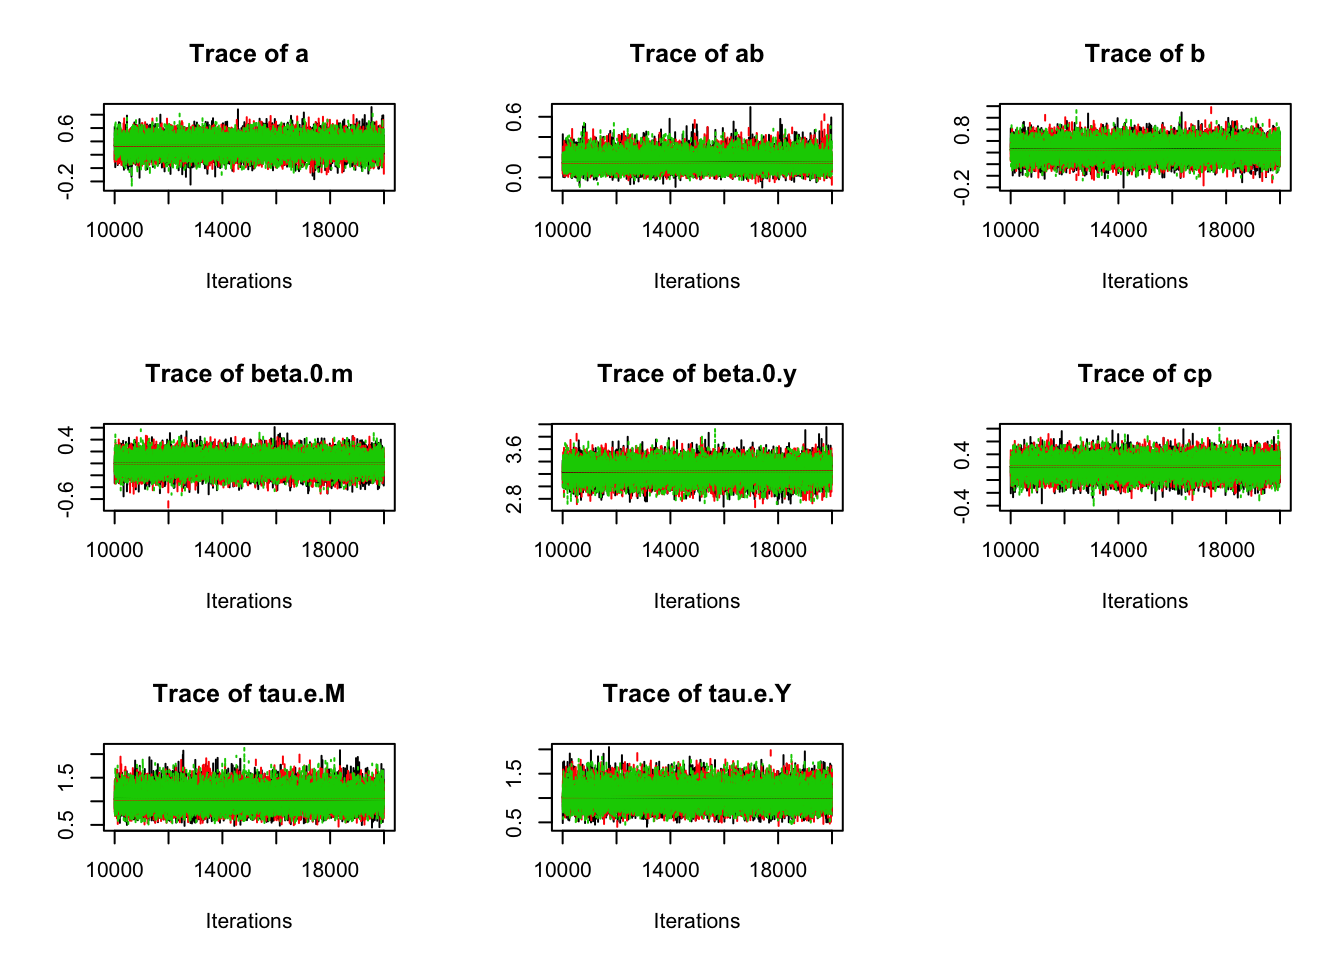 Trace of a
0.6
-0.2
10000 14000 18000
Iterations
Trace of ab
0.6
0.0
10000 14000 18000
Iterations
Trace of b
0.8
-0.2
10000 14000 18000
Iterations
Trace of beta.0.m
0.4
-0.6
10000 14000 18000
Iterations
Trace of beta.0.y
3.6
2.8
10000 14000 18000
Iterations
Trace of cp
0.4
-0.4
10000 14000 18000
Iterations
Trace of tau.e.M
1.5
0.5
10000 14000 18000
Iterations
Trace of tau.e.Y
1.5
0.5
10000 14000 18000
Iterations